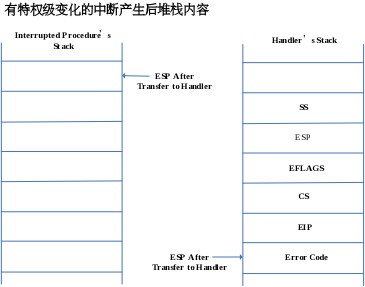 有特权级变化的中断产生后堆栈内容
Interrupted Procedure's
Stack
Handler's Stack
ESP After
Transfer to Handler
SS
ESP
EFLAGS
CS
EIP
ESP After
Transfer to Handler
Error Code